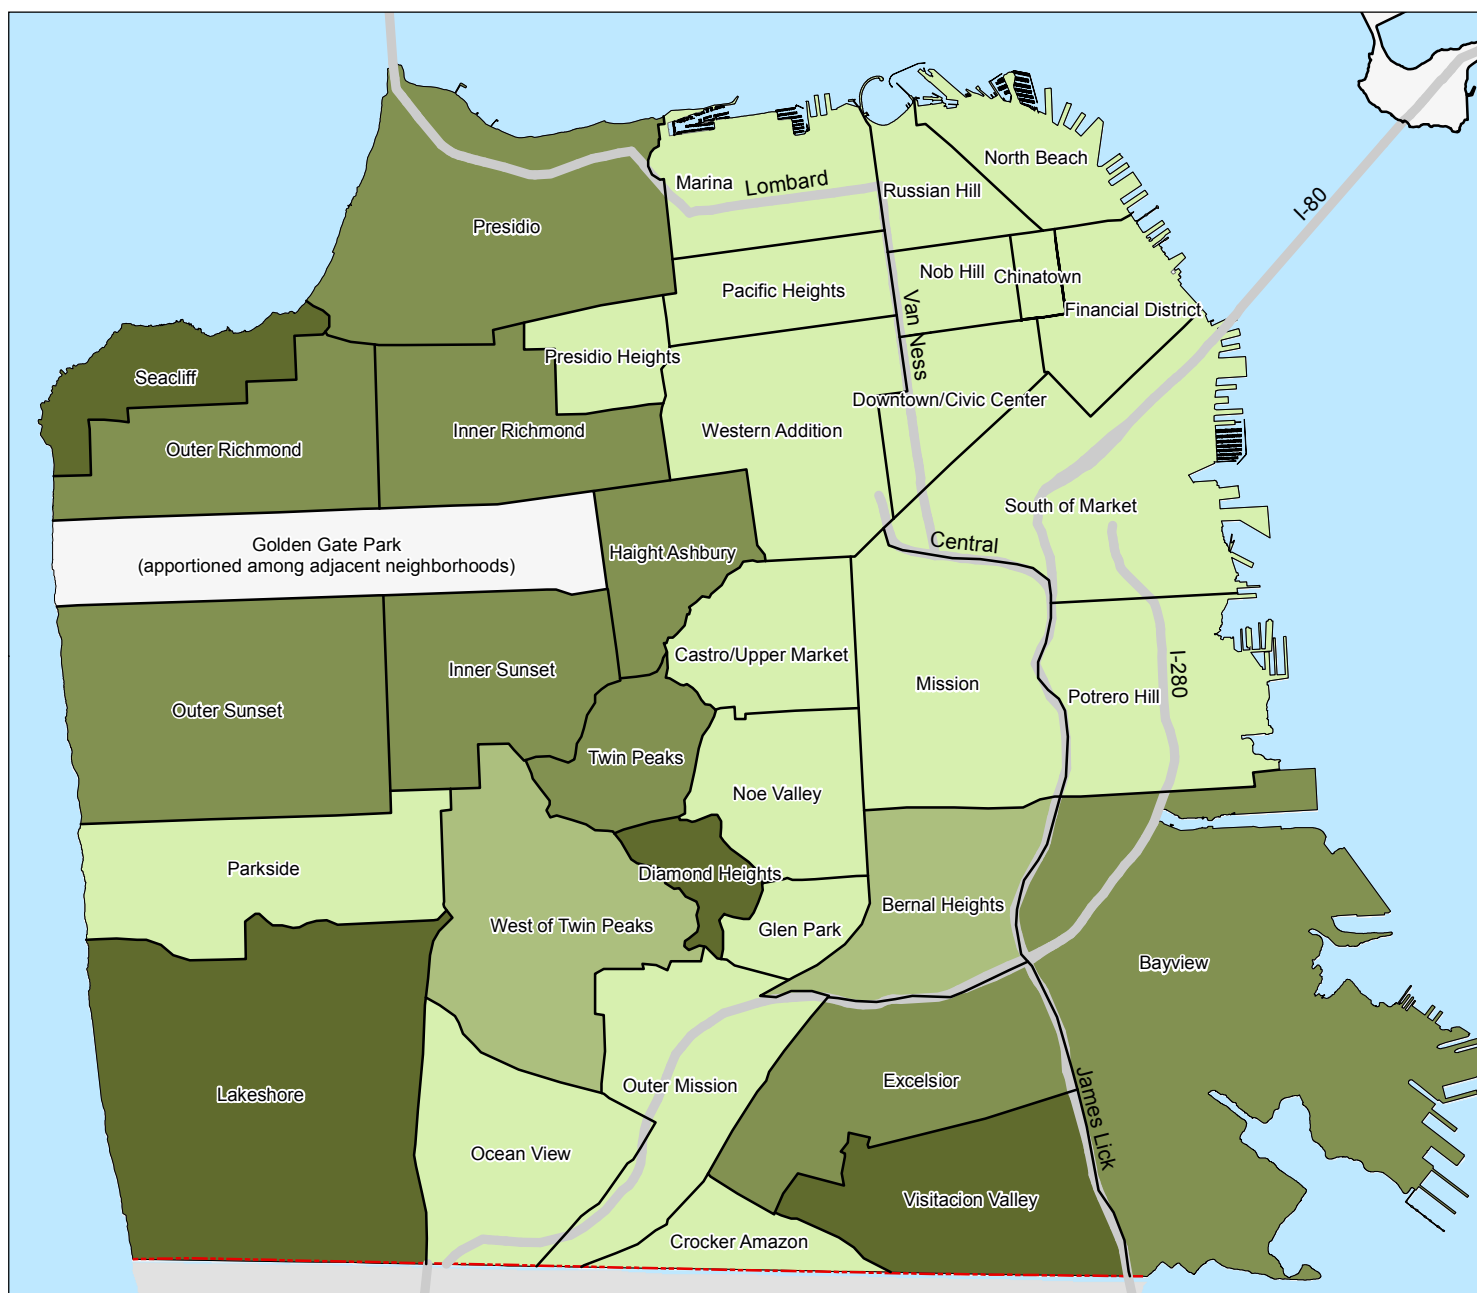 North Beach
Marina
Lombard
Russian Hill
I-80
Presidio
Nob Hill
Chinatown
Pacific Heights
Van Ness
Financial District
Presidio Heights
Seacliff
Downtown/Civic Center
Inner Richmond
Western Addition
Outer Richmond
South of Market
Golden Gate Park
(apportioned among adjacent neighborhoods)
Haight Ashbury
Central
Castro/Upper Market
Inner Sunset
Mission
I-280
Potrero Hill
Outer Sunset
Twin Peaks
Noe Valley
Parkside
Diamond Heights
Bernal Heights
West of Twin Peaks
Glen Park
Bayview
Excelsior
Outer Mission
Lakeshore
James Lick
Ocean View
Visitacion Valley
Crocker Amazon